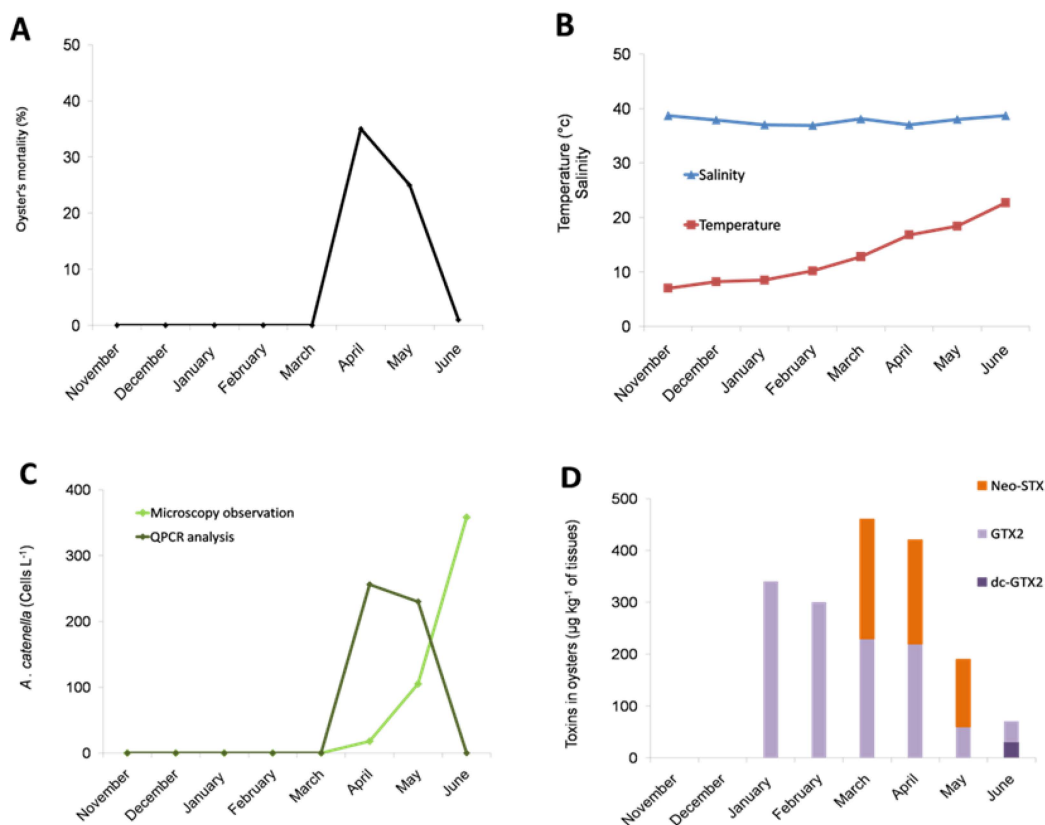 A
Oyster's mortality (%)
50
40
30
20
10
0
November
December
January
February
March
April
May
June
B
Temperature (°c)
Salinity
50
40
30
20
10
0
Salinity
Temperature
November
December
January
February
March
April
May
June
C
A. catenella (Cells L⁻¹)
400
300
200
100
0
Microscopy observation
QPCR analysis
November
December
January
February
March
April
May
June
D
Toxins in oysters (µg kg⁻¹ of tissues)
500
400
300
200
100
0
Neo-STX
GTX2
dc-GTX2
November
December
January
February
March
April
May
June